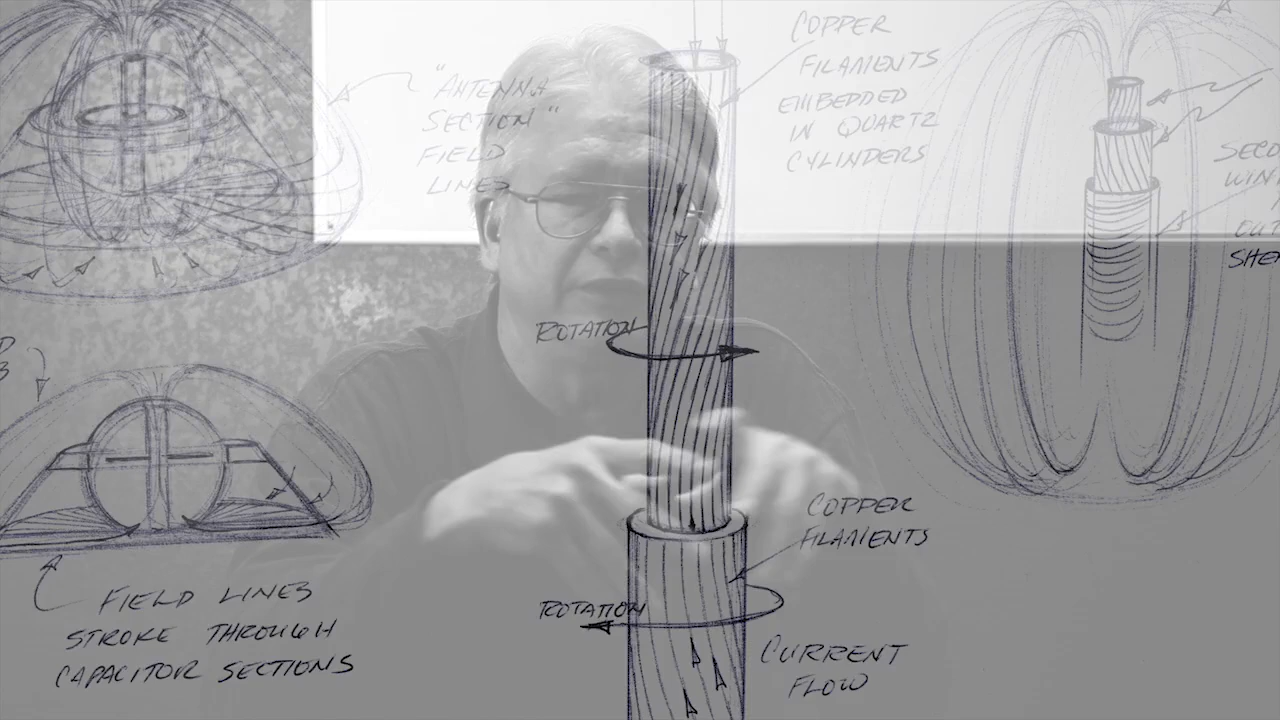 "ANTENNA
SECTION"
FIELD
LINES
COPPER
FILAMENTS
EMBEDDED
IN QUARTZ
CYLINDERS
ROTATION
COPPER
FILAMENTS
ROTATION
CURRENT
FLOW
FIELD LINES
STROKE THROUGH
CAPACITOR SECTIONS